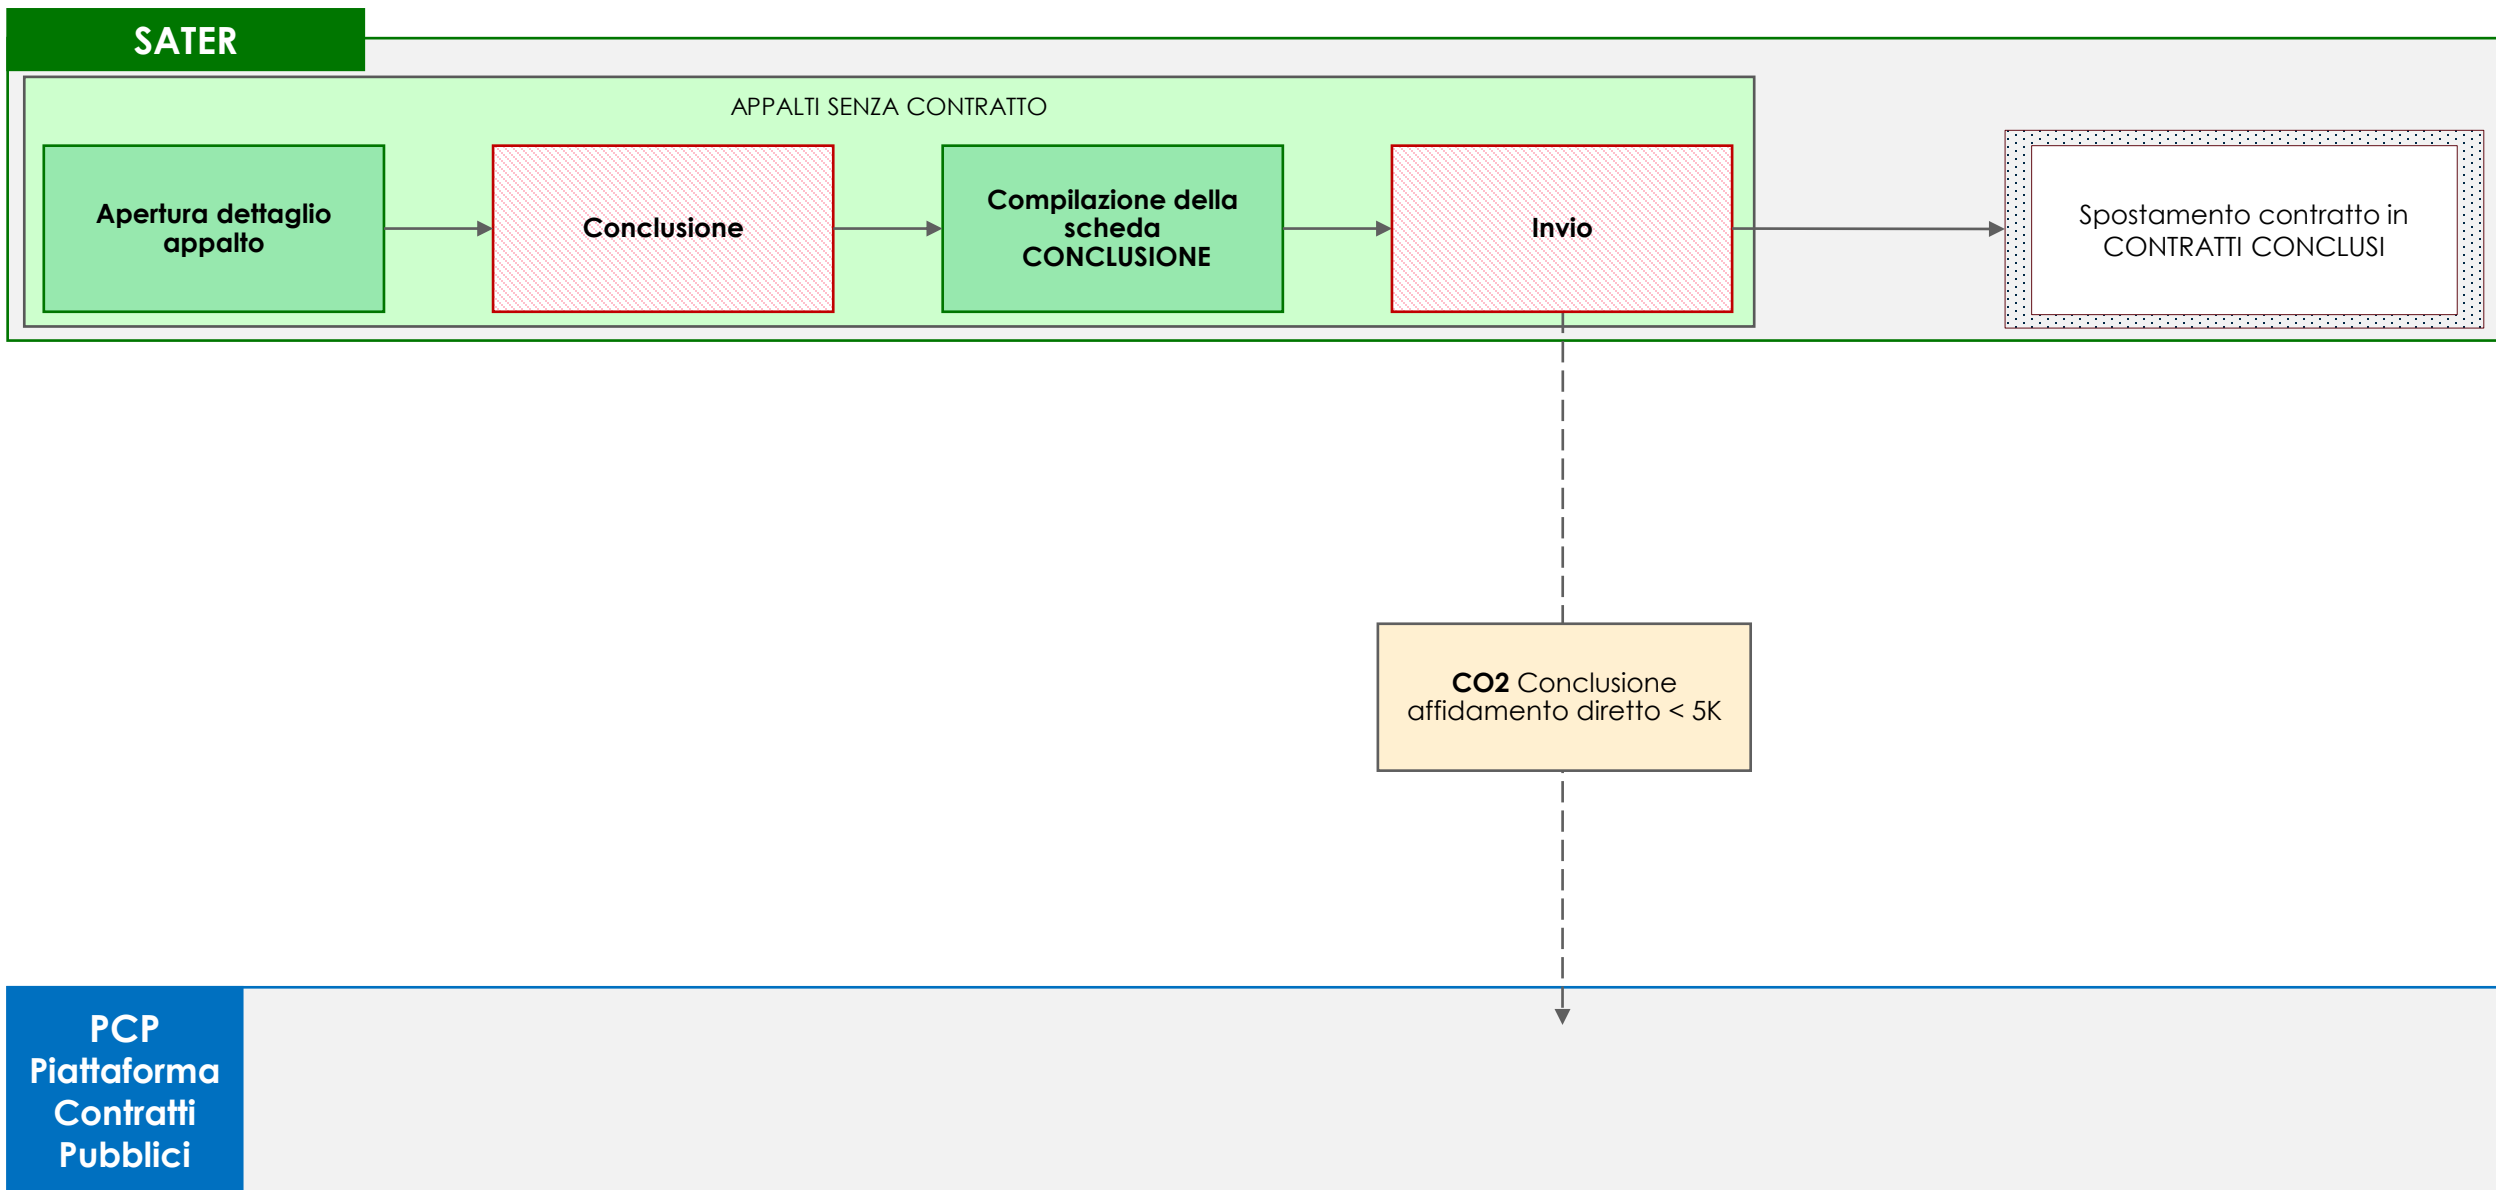 SATER
APPALTI SENZA CONTRATTO
Apertura dettaglio
appalto
Conclusione
Compilazione della
scheda
CONCLUSIONE
Invio
Spostamento contratto in
CONTRATTI CONCLUSI
CO2 Conclusione
affidamento diretto < 5K
PCP
Piattaforma
Contratti
Pubblici